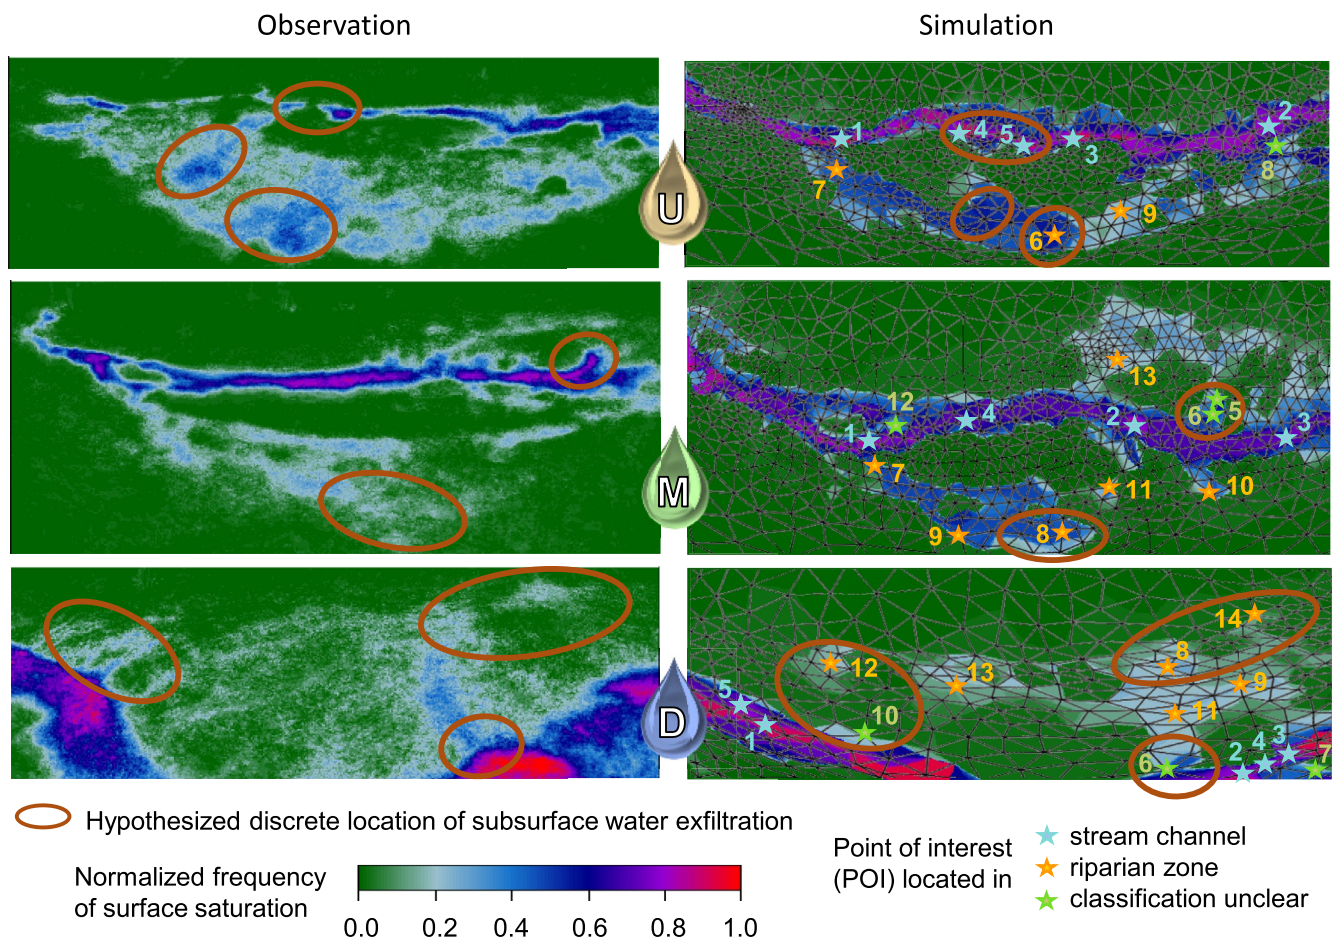 Observation
Simulation
1
4
5
3
2
8
7
9
6
U
13
12
4
2
6
5
3
1
7
11
10
9
8
M
14
8
12
13
9
5
10
11
1
3
4
2
6
7
D
Hypothesized discrete location of subsurface water exfiltration
Normalized frequency
of surface saturation
0.0 0.2 0.4 0.6 0.8 1.0
Point of interest
(POI) located in
stream channel
riparian zone
classification unclear